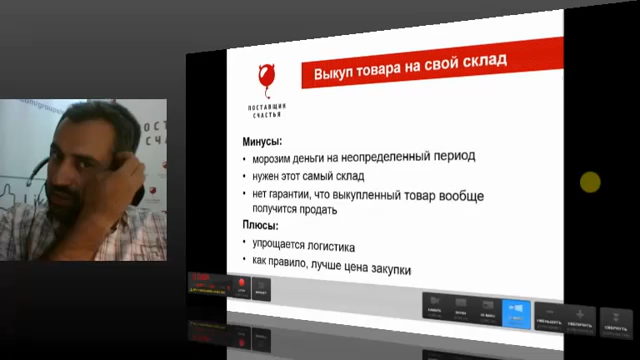 Выкуп товара на свой склад
ПОСТАВЩИК
СЧАСТЬЯ
Минусы:
• морозим деньги на неопределенный период
• нужен этот самый склад
• нет гарантии, что выкупленный товар вообще
получится продать
Плюсы:
• упрощается логистика
• как правило, лучше цена закупки